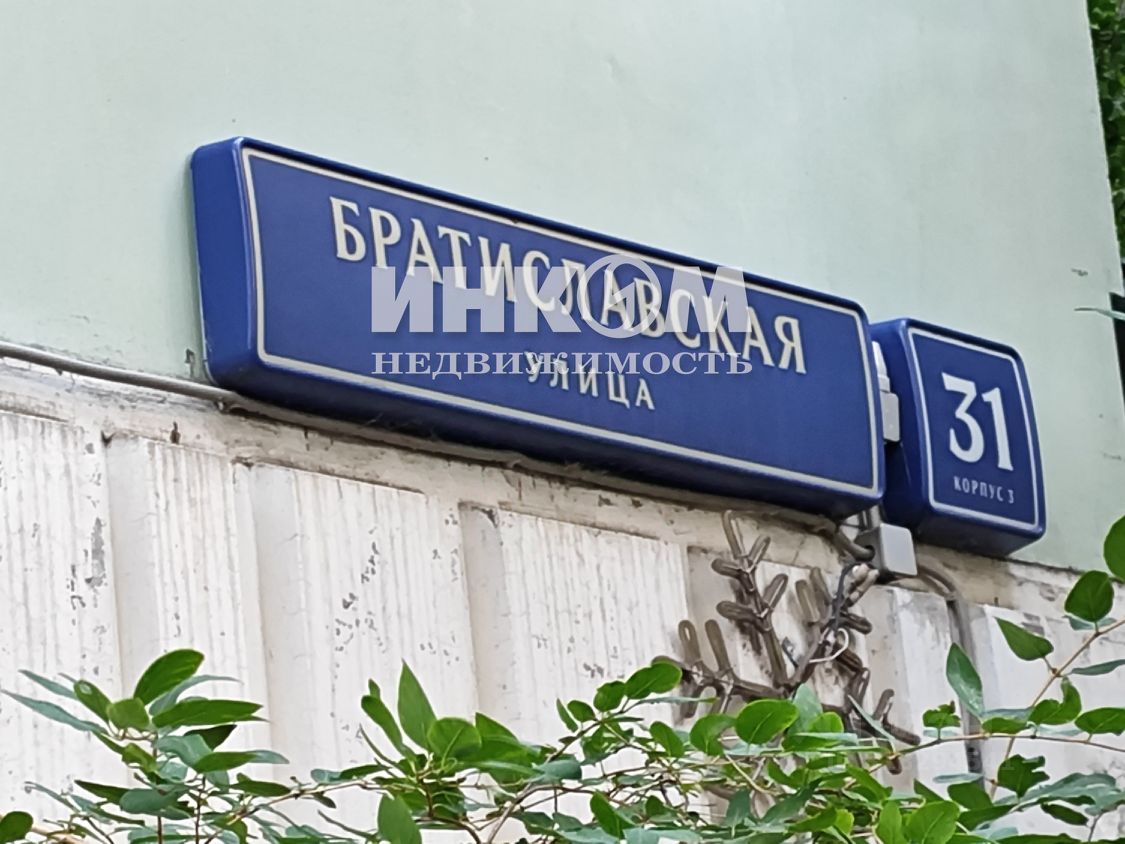 БРАТИСЛАВСКАЯ
УЛИЦА
31
КОРПУС 3
ИНКОМ
НЕДВИЖИМОСТЬ